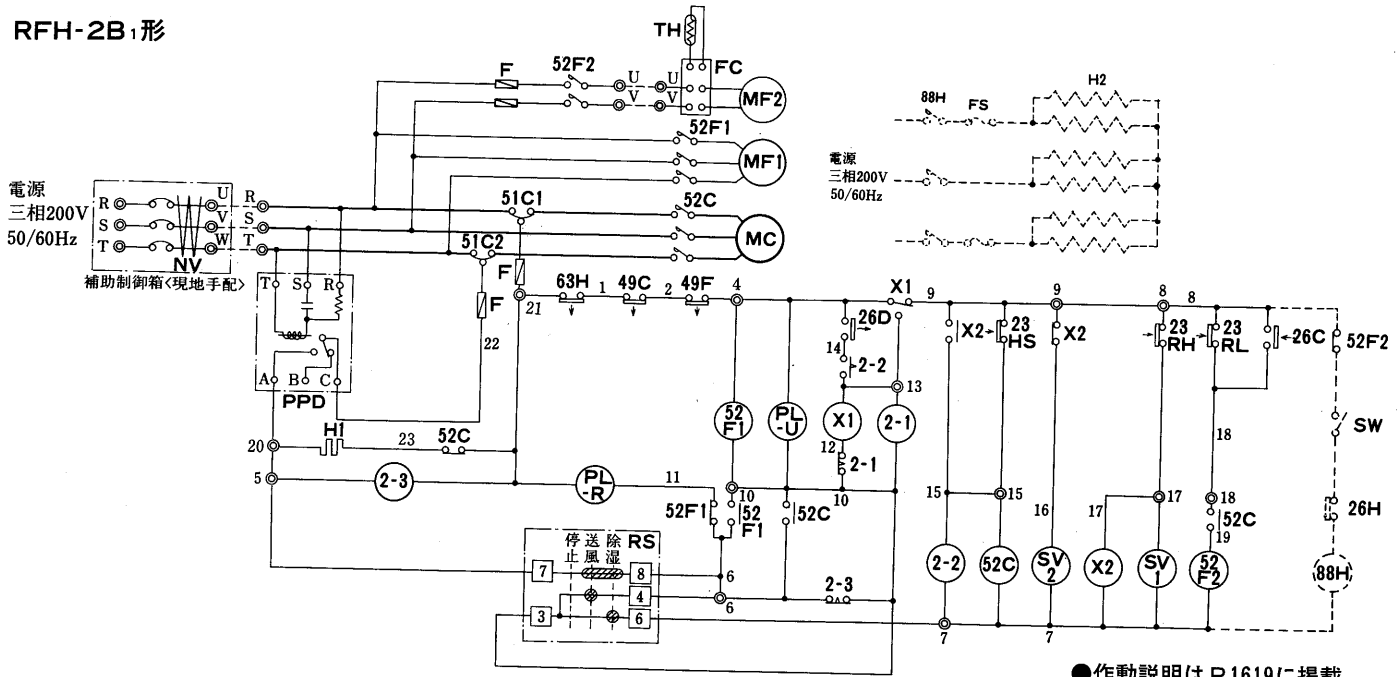 RFH-2B₁形
TH
F 52F2 U U FC
V V MF2
52F1
MF1
H2
88H FS
電源
三相200V
50/60Hz
電源
三相200V
50/60Hz
R U R
S V S
T W T
NV
補助制御箱〈現地手配〉
51C1
51C2
52C
MC
F
F
T S R
A B C
PPD
22
21 63H 1 49C 2 49F 4
X1 9 9 8 8
26D
14
2-2
13
X2 23 HS
X2
23 RH
23 RL
26C
52F2
20 H1 23 52C
5 2-3
PL-R 11
52 F1
PL-U
X1
2-1
12 2-1
10 10
52F1 52 F1 52C
SW
18
15 15
16
17 17
18
52C
19
26H
2-2
52C
SV2
X2
SV1
52 F2
88H
停止 送風 除湿 RS
7 8
4
3 6
6
6
2-3
7 7
●作動説明はP.1619に掲載